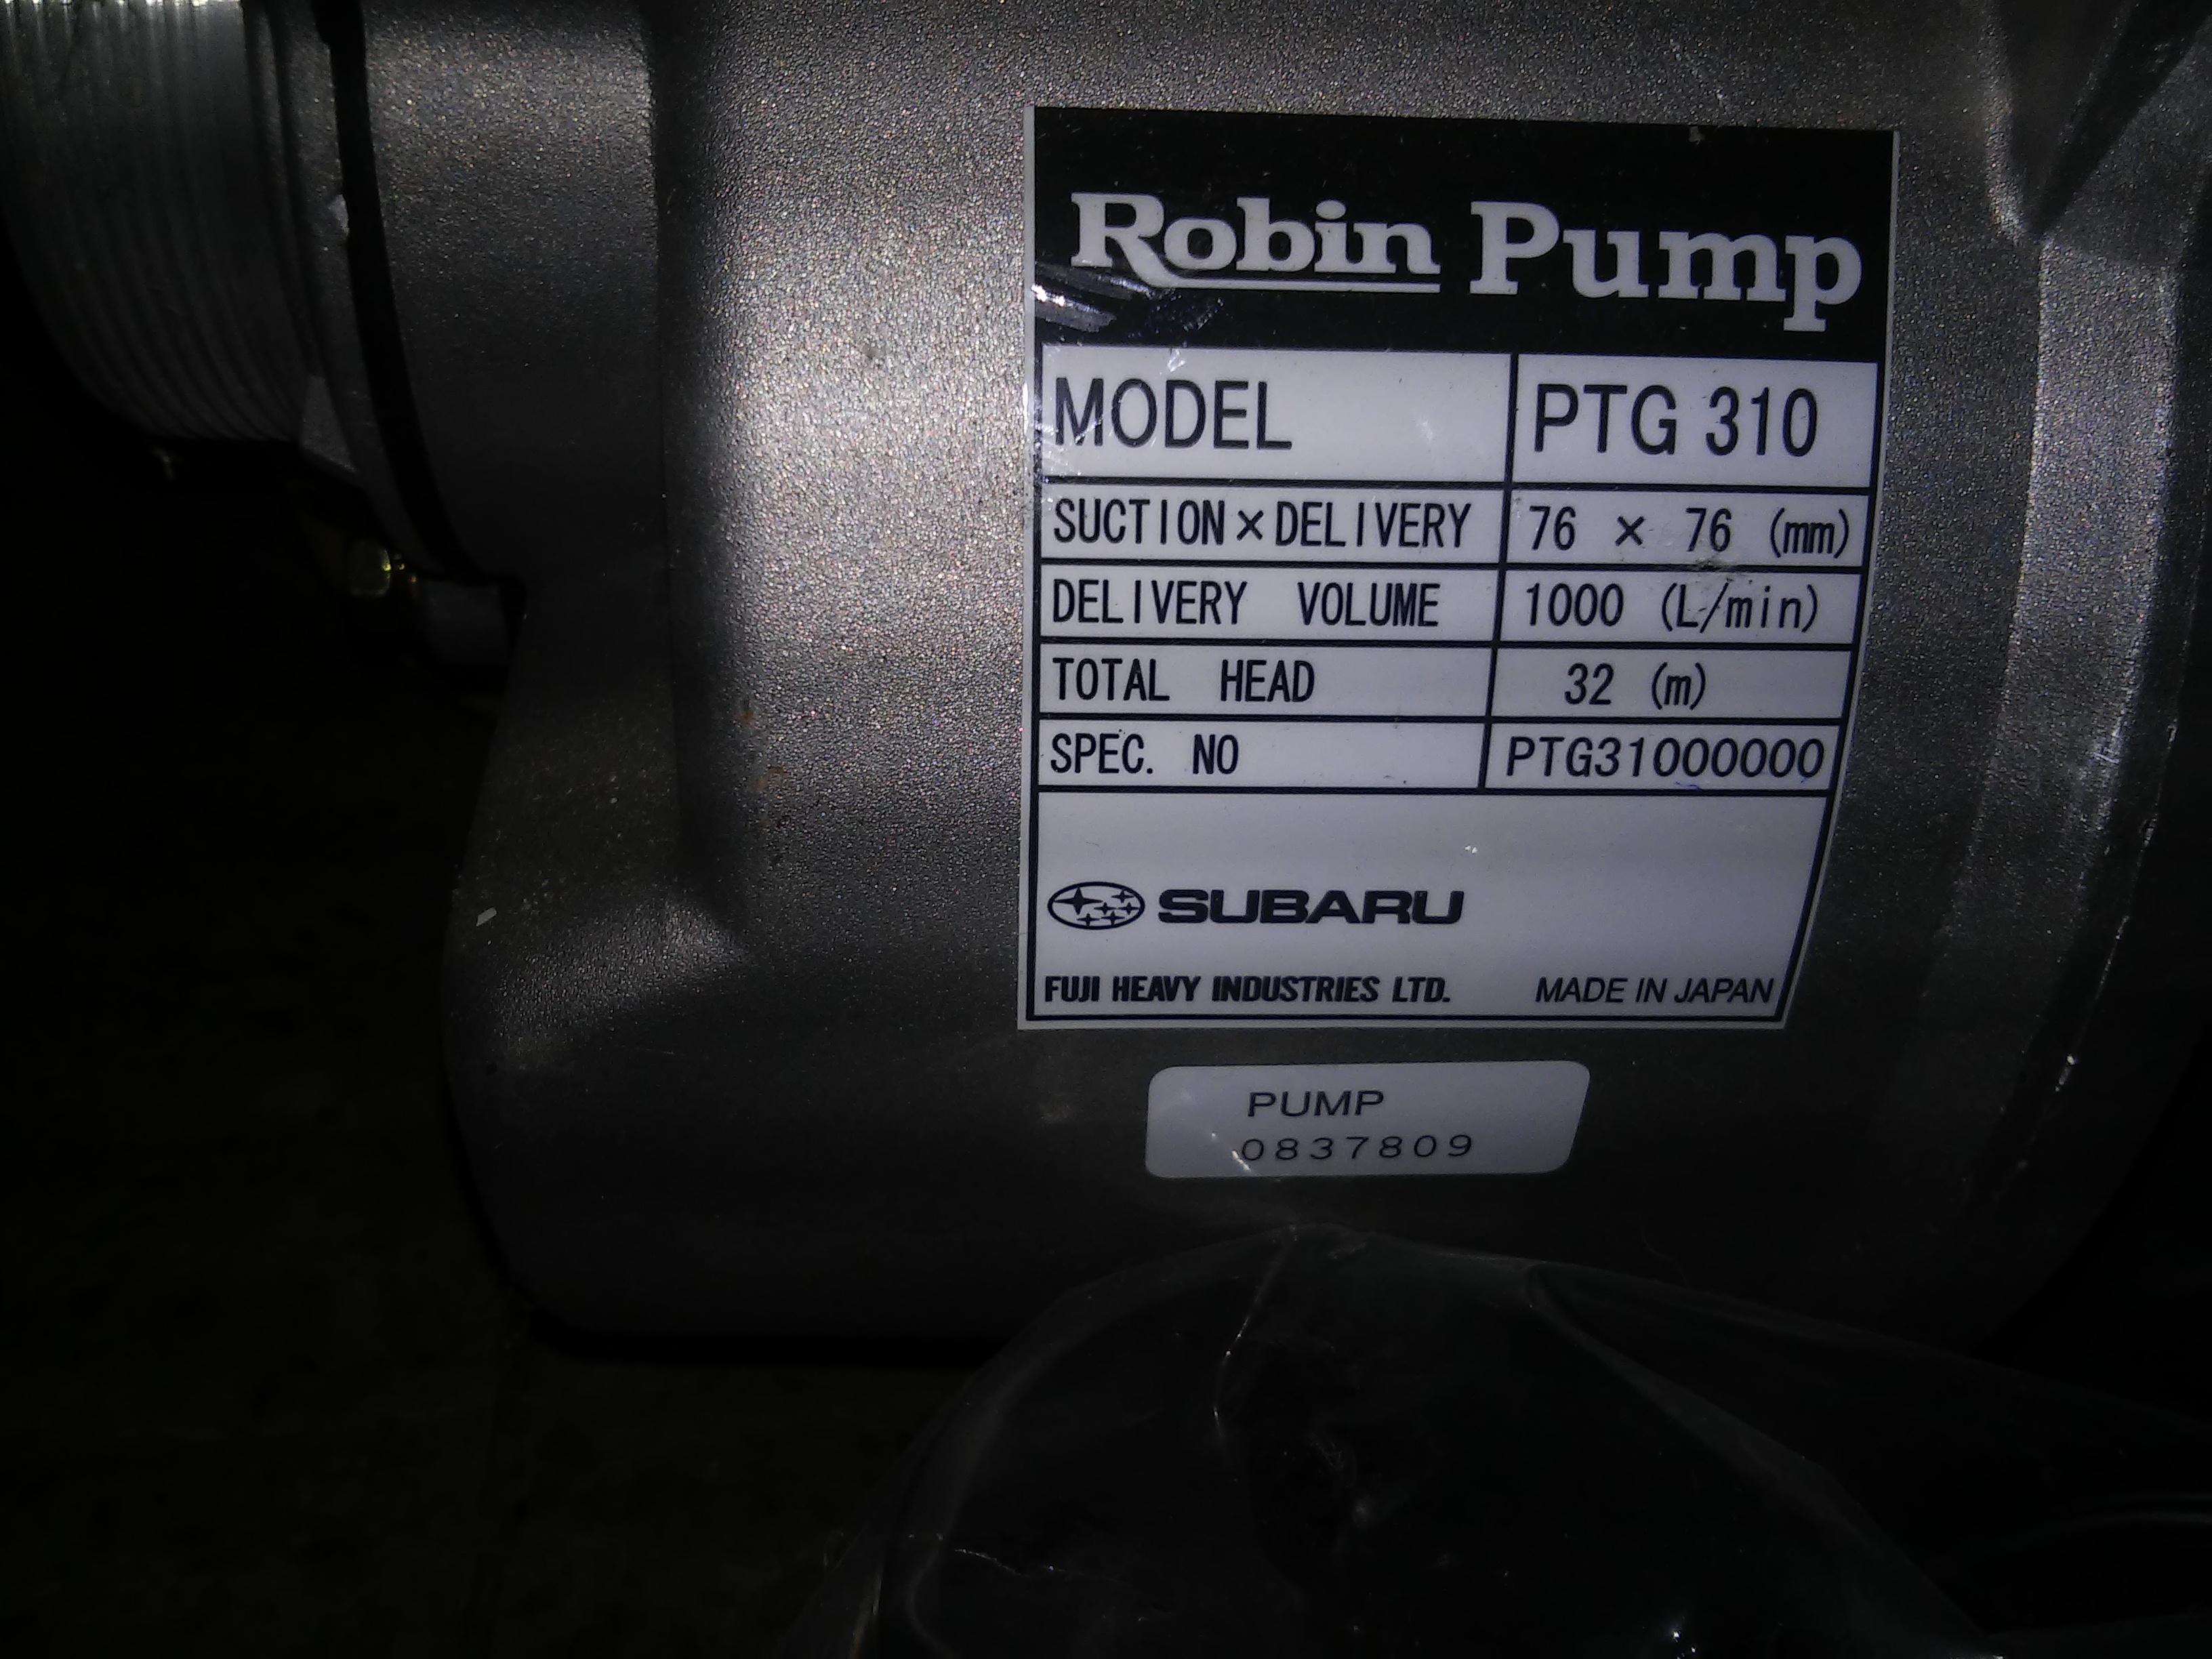 Robin Pump
MODEL PTG 310
SUCTION×DELIVERY 76 × 76 (mm)
DELIVERY VOLUME 1000 (L/min)
TOTAL HEAD 32 (m)
SPEC. NO PTG31000000
SUBARU
FUJI HEAVY INDUSTRIES LTD. MADE IN JAPAN
PUMP
0837809